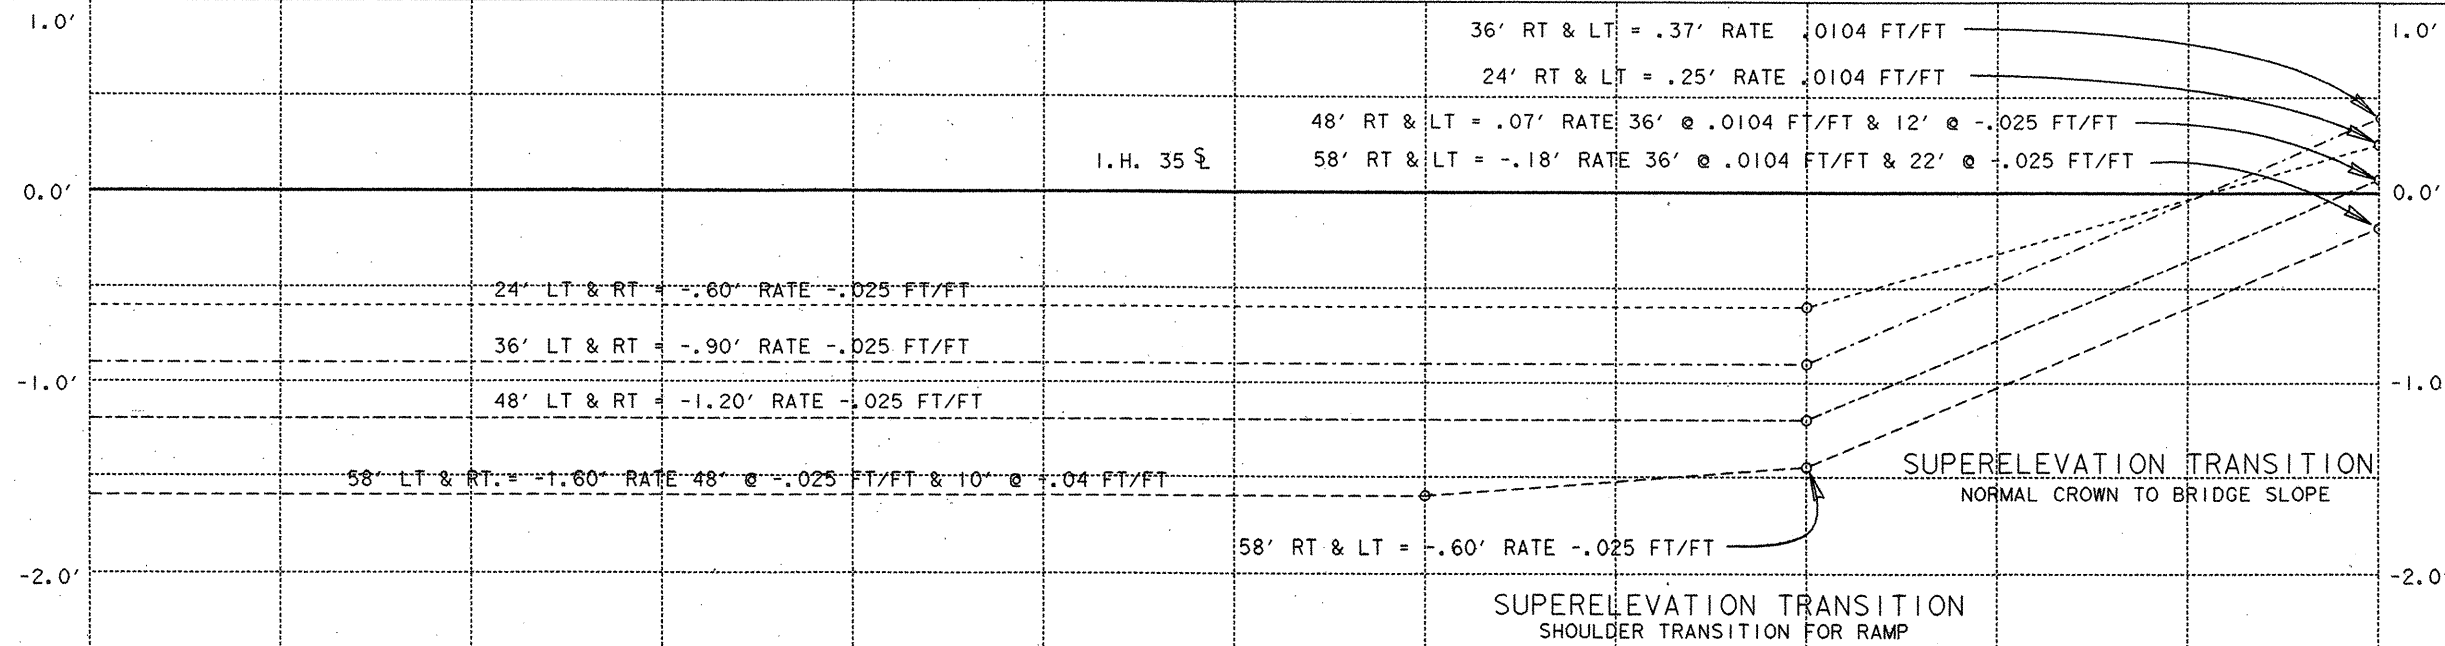 1.0'
36' RT & LT = .37' RATE .0104 FT/FT
1.0'
24' RT & LT = .25' RATE .0104 FT/FT
48' RT & LT = .07' RATE 36' @ .0104 FT/FT & 12' @ -.025 FT/FT
I.H. 35 ℄
58' RT & LT = -.18' RATE 36' @ .0104 FT/FT & 22' @ -.025 FT/FT
0.0'
0.0'
24' LT & RT = -.60' RATE -.025 FT/FT
36' LT & RT = -.90' RATE -.025 FT/FT
-1.0'
-1.0
48' LT & RT = -1.20' RATE -.025 FT/FT
58' LT & RT. = -1.60' RATE 48' @ -.025 FT/FT & 10' @ -.04 FT/FT
SUPERELEVATION TRANSITION
NORMAL CROWN TO BRIDGE SLOPE
58' RT & LT = -.60' RATE -.025 FT/FT
-2.0'
-2.0
SUPERELEVATION TRANSITION
SHOULDER TRANSITION FOR RAMP